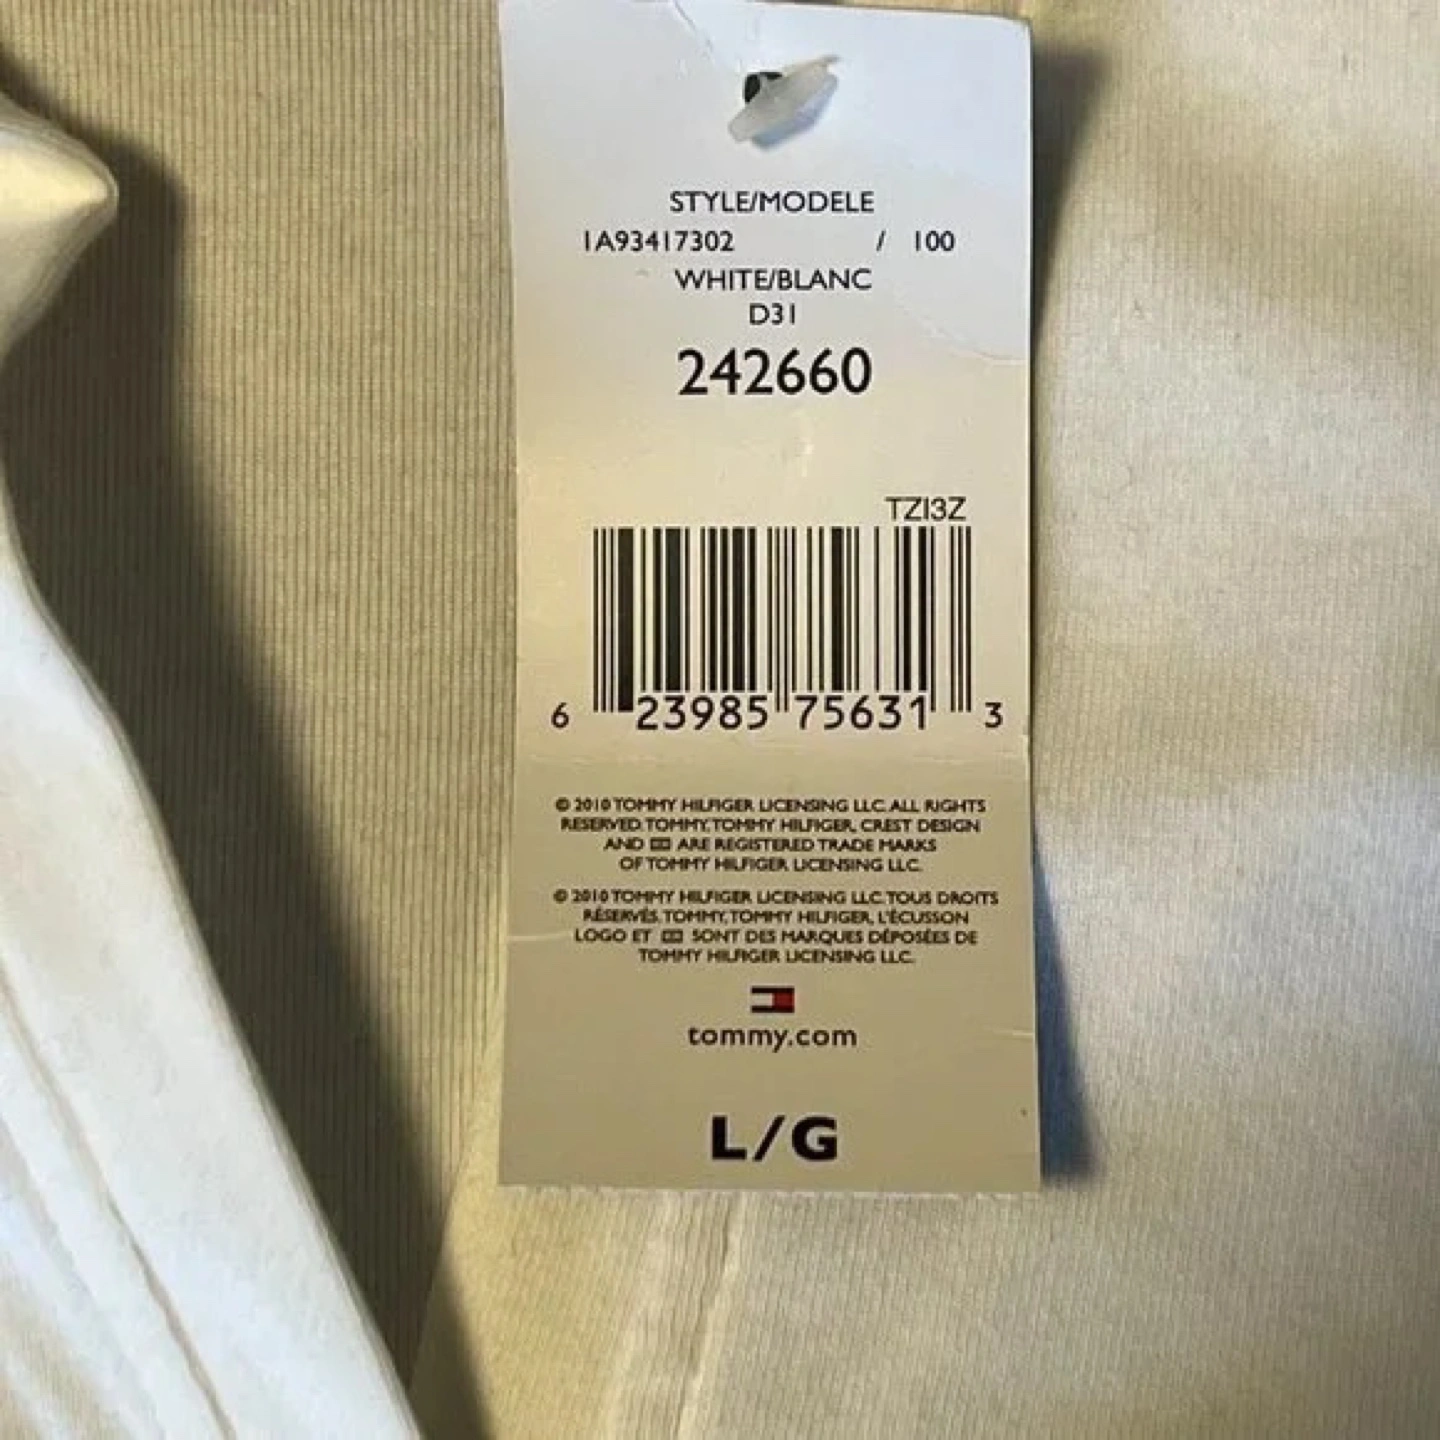 STYLE/MODELE
1A93417302 / 100
WHITE/BLANC
D31
242660
TZI3Z
6 23985 75631 3
© 2010 TOMMY HILFIGER LICENSING LLC. ALL RIGHTS
RESERVED. TOMMY, TOMMY HILFIGER, CREST DESIGN
AND ARE REGISTERED TRADE MARKS
OF TOMMY HILFIGER LICENSING LLC.
© 2010 TOMMY HILFIGER LICENSING LLC. TOUS DROITS
RÉSERVÉS. TOMMY, TOMMY HILFIGER, L'ÉCUSSON
LOGO ET SONT DES MARQUES DÉPOSÉES DE
TOMMY HILFIGER LICENSING LLC.
tommy.com
L/G